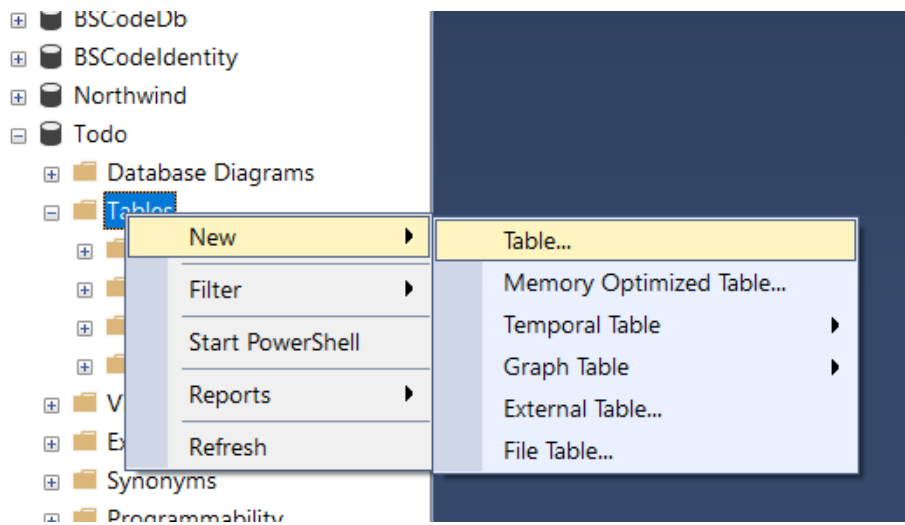 BSCodeDb
BSCodeIdentity
Northwind
Todo
Database Diagrams
Tables
New
Table...
Memory Optimized Table...
Filter
Temporal Table
Start PowerShell
Graph Table
Reports
External Table...
Refresh
File Table...
Synonyms
Programmability